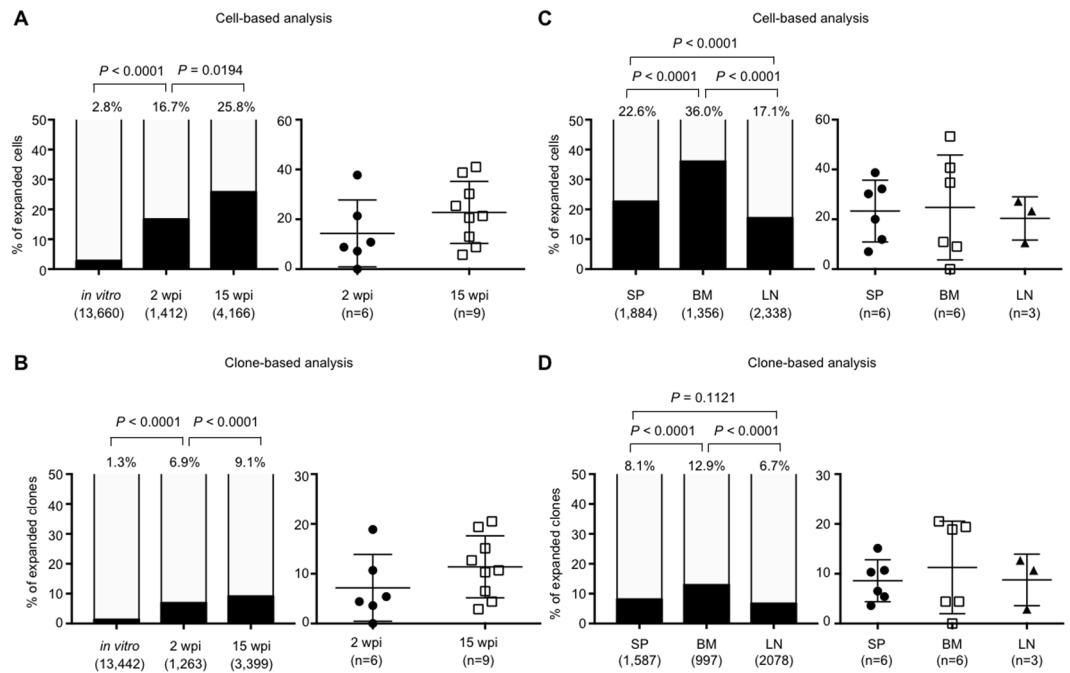 A
Cell-based analysis
P < 0.0001
P = 0.0194
2.8%
16.7%
25.8%
% of expanded cells
50
40
30
20
10
0
in vitro
(13,660)
2 wpi
(1,412)
15 wpi
(4,166)
60
40
20
0
2 wpi
(n=6)
15 wpi
(n=9)
C
Cell-based analysis
P < 0.0001
P < 0.0001
P < 0.0001
22.6%
36.0%
17.1%
% of expanded cells
50
40
30
20
10
0
SP
(1,884)
BM
(1,356)
LN
(2,338)
60
40
20
0
SP
(n=6)
BM
(n=6)
LN
(n=3)
B
Clone-based analysis
P < 0.0001
P < 0.0001
1.3%
6.9%
9.1%
% of expanded clones
50
40
30
20
10
0
in vitro
(13,442)
2 wpi
(1,263)
15 wpi
(3,399)
30
20
10
0
2 wpi
(n=6)
15 wpi
(n=9)
D
Clone-based analysis
P = 0.1121
P < 0.0001
P < 0.0001
8.1%
12.9%
6.7%
% of expanded clones
50
40
30
20
10
0
SP
(1,587)
BM
(997)
LN
(2078)
30
20
10
0
SP
(n=6)
BM
(n=6)
LN
(n=3)